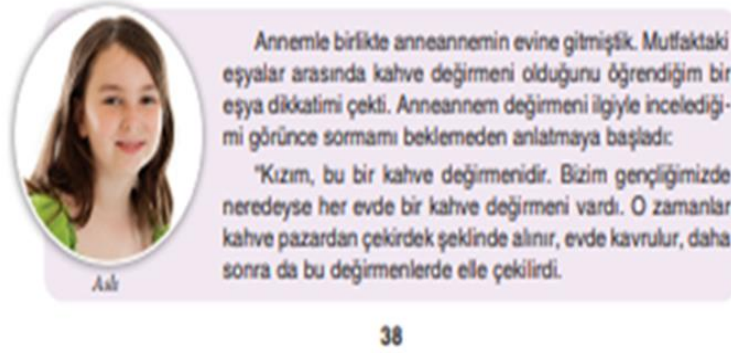 Annemle birlikte anneannemin evine gitmiştik. Mutfaktaki
eşyalar arasında kahve değirmeni olduğunu öğrendiğim bir
eşya dikkatimi çekti. Anneannem değirmeni ilgiyle incelediği-
mi görünce sormamı beklemeden anlatmaya başladı:
"Kızım, bu bir kahve değirmenidir. Bizim gençliğimizde
neredeyse her evde bir kahve değirmeni vardı. O zamanlar
kahve pazardan çekirdek şeklinde alınır, evde kavrulur, daha
sonra da bu değirmenlerde elle çekilirdi.
Aslı
38